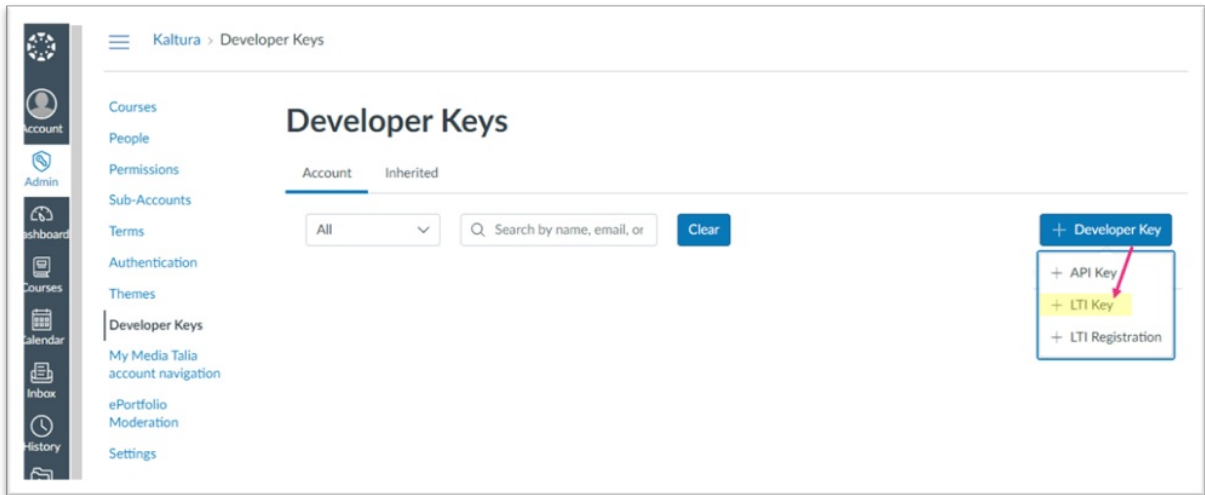 Kaltura > Developer Keys
Account
Admin
ashboard
Courses
Calendar
Inbox
History
Courses
People
Permissions
Sub-Accounts
Terms
Authentication
Themes
Developer Keys
My Media Talia
account navigation
ePortfolio
Moderation
Settings
Developer Keys
Account Inherited
All Search by name, email, or Clear + Developer Key
+ API Key
+ LTI Key
+ LTI Registration